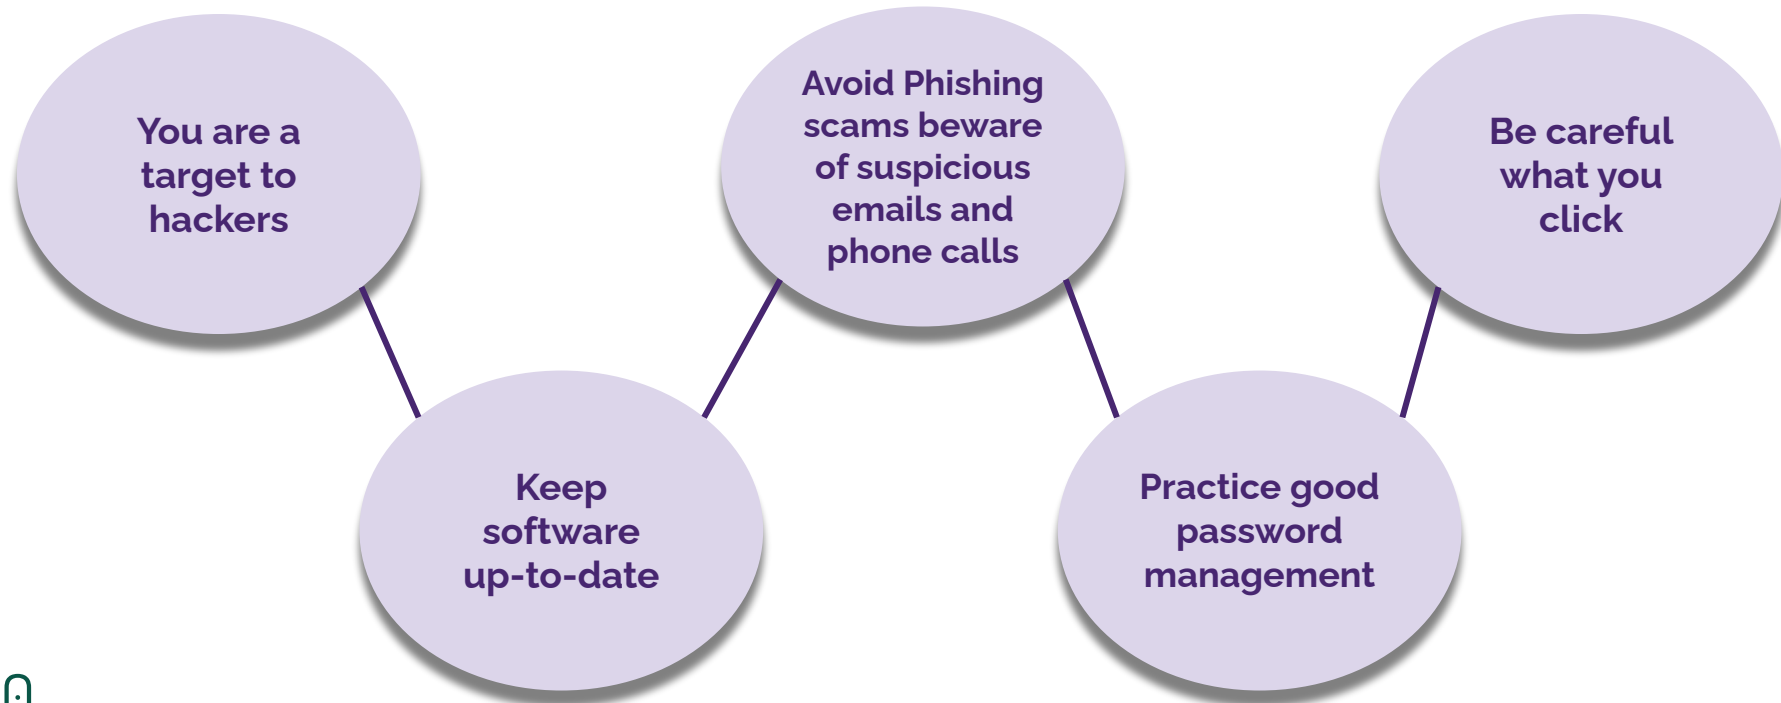 You are a
target to
hackers
Keep
software
up-to-date
Avoid Phishing
scams beware
of suspicious
emails and
phone calls
Practice good
password
management
Be careful
what you
click